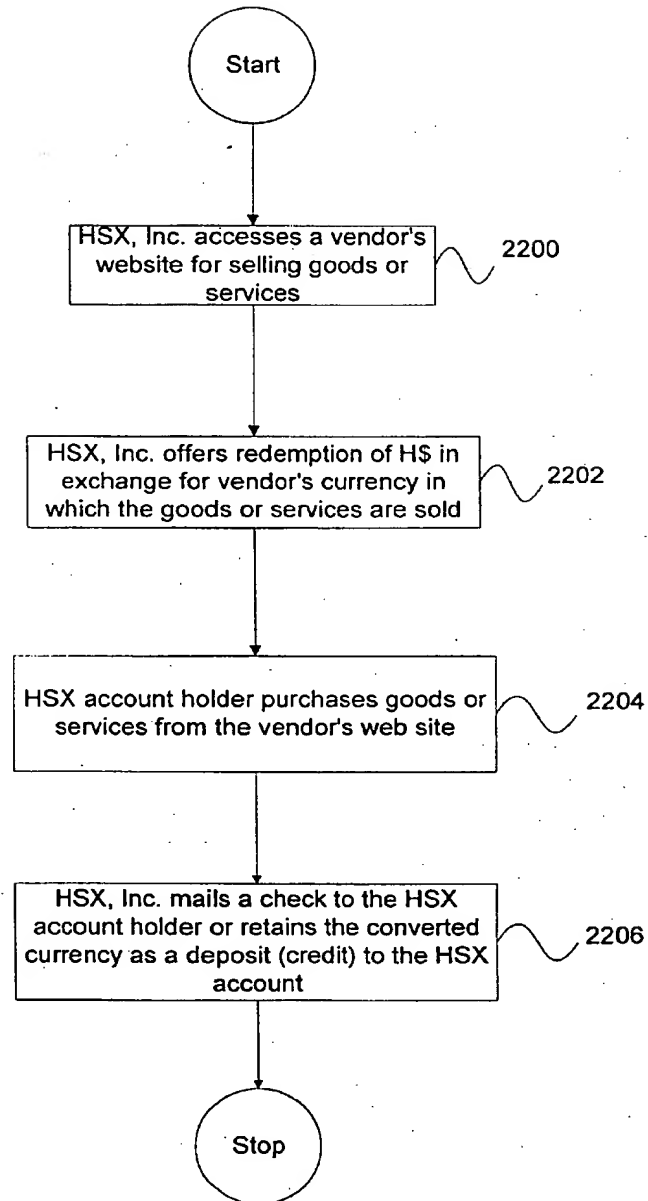 Start
HSX, Inc. accesses a vendor's
website for selling goods or
services
2200
HSX, Inc. offers redemption of H$ in
exchange for vendor's currency in
which the goods or services are sold
2202
HSX account holder purchases goods or
services from the vendor's web site
2204
HSX, Inc. mails a check to the HSX
account holder or retains the converted
currency as a deposit (credit) to the HSX
account
2206
Stop